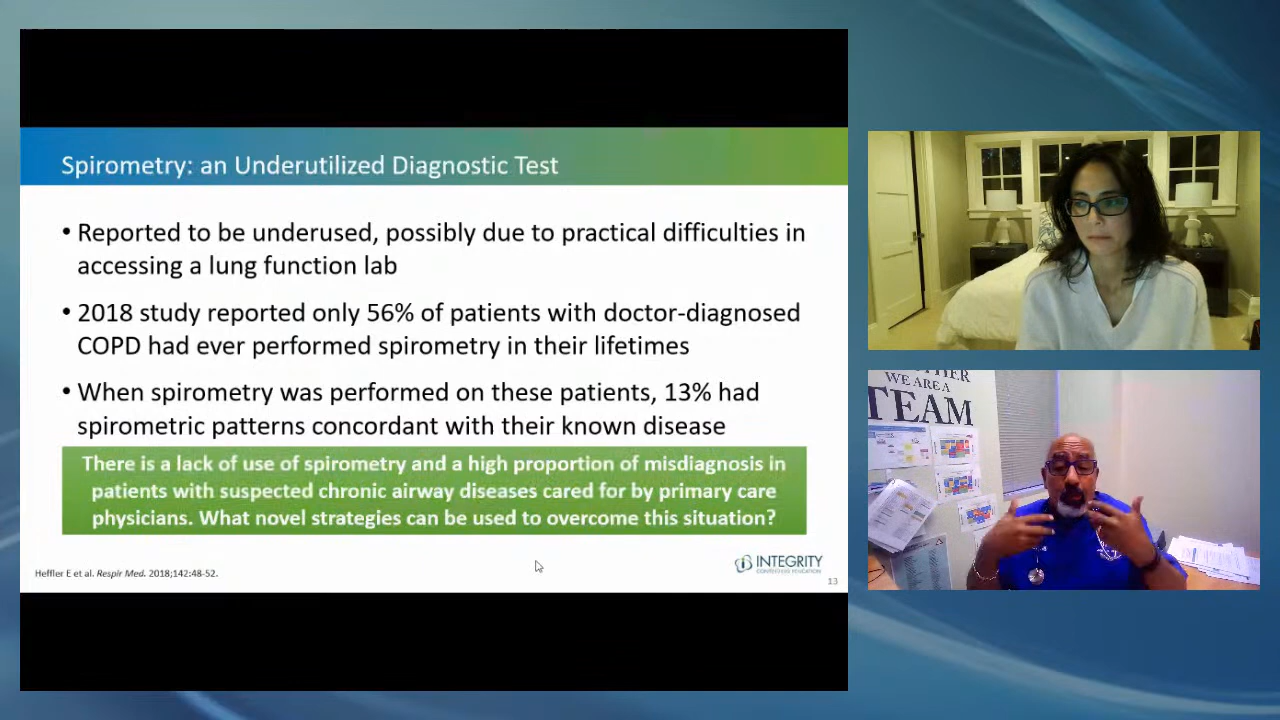 Spirometry: an Underutilized Diagnostic Test
• Reported to be underused, possibly due to practical difficulties in
accessing a lung function lab
• 2018 study reported only 56% of patients with doctor-diagnosed
COPD had ever performed spirometry in their lifetimes
• When spirometry was performed on these patients, 13% had
spirometric patterns concordant with their known disease
There is a lack of use of spirometry and a high proportion of misdiagnosis in
patients with suspected chronic airway diseases cared for by primary care
physicians. What novel strategies can be used to overcome this situation?
Heffler E et al. Respir Med. 2018;142:48-52.
INTEGRITY
CONTINUING EDUCATION
13
WE ARE A
TEAM